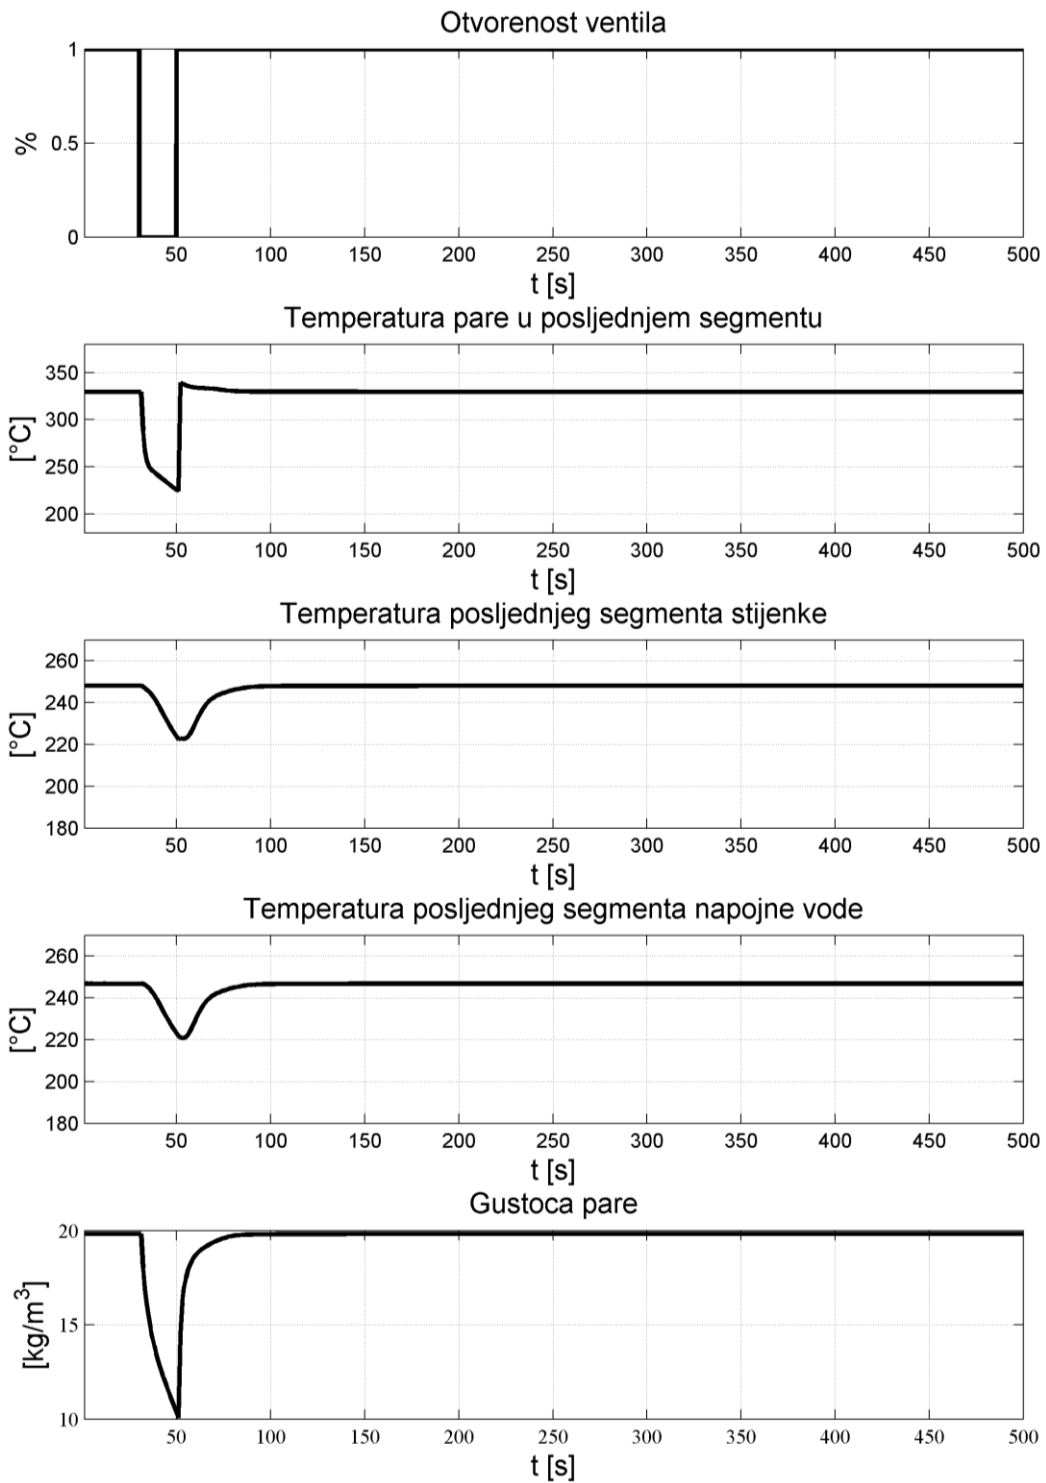 Otvorenost ventila
1
0.5
0
%
50 100 150 200 250 300 350 400 450 500
t [s]
Temperatura pare u posljednjem segmentu
350
300
250
200
[°C]
50 100 150 200 250 300 350 400 450 500
t [s]
Temperatura posljednjeg segmenta stijenke
260
240
220
200
180
[°C]
50 100 150 200 250 300 350 400 450 500
t [s]
Temperatura posljednjeg segmenta napojne vode
260
240
220
200
180
[°C]
50 100 150 200 250 300 350 400 450 500
t [s]
Gustoca pare
20
15
10
[kg/m³]
50 100 150 200 250 300 350 400 450 500
t [s]